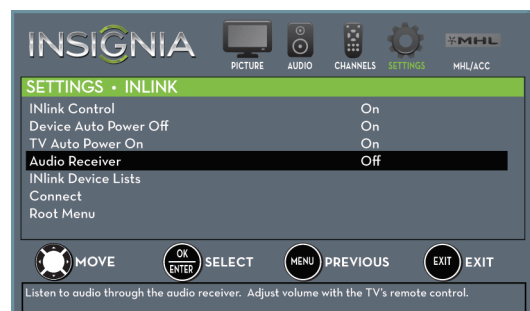 INSIGNIA
PICTURE AUDIO CHANNELS SETTINGS MHL MHL/ACC
SETTINGS • INLINK
INlink Control On
Device Auto Power Off On
TV Auto Power On On
Audio Receiver Off
INlink Device Lists
Connect
Root Menu
MOVE OK ENTER SELECT MENU PREVIOUS EXIT EXIT
Listen to audio through the audio receiver. Adjust volume with the TV's remote control.